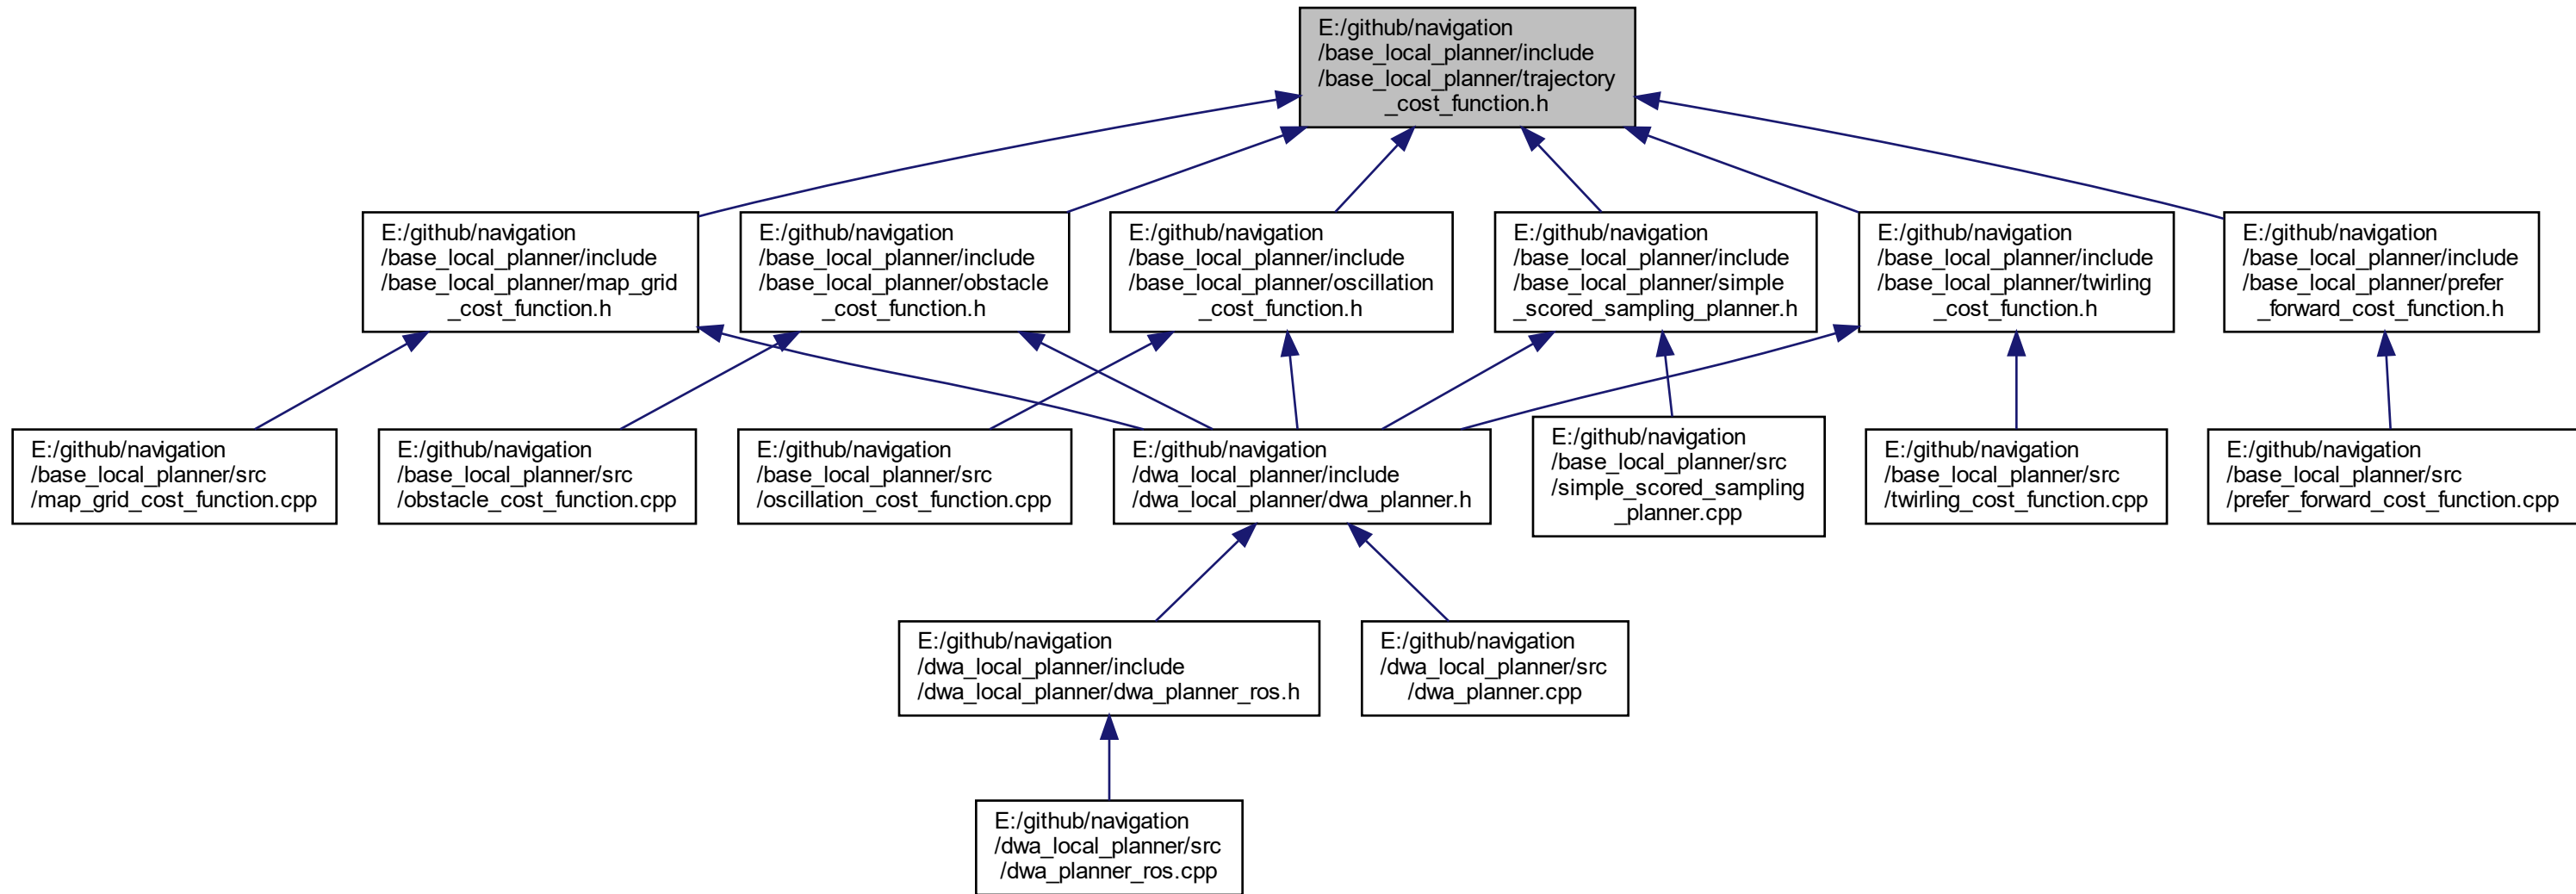 E:/github/navigation
/base_local_planner/include
/base_local_planner/trajectory
_cost_function.h
E:/github/navigation
/base_local_planner/include
/base_local_planner/map_grid
_cost_function.h
E:/github/navigation
/base_local_planner/include
/base_local_planner/obstacle
_cost_function.h
E:/github/navigation
/base_local_planner/include
/base_local_planner/oscillation
_cost_function.h
E:/github/navigation
/base_local_planner/include
/base_local_planner/simple
_scored_sampling_planner.h
E:/github/navigation
/base_local_planner/include
/base_local_planner/twirling
_cost_function.h
E:/github/navigation
/base_local_planner/include
/base_local_planner/prefer
_forward_cost_function.h
E:/github/navigation
/base_local_planner/src
/map_grid_cost_function.cpp
E:/github/navigation
/base_local_planner/src
/obstacle_cost_function.cpp
E:/github/navigation
/base_local_planner/src
/oscillation_cost_function.cpp
E:/github/navigation
/dwa_local_planner/include
/dwa_local_planner/dwa_planner.h
E:/github/navigation
/base_local_planner/src
/simple_scored_sampling
_planner.cpp
E:/github/navigation
/base_local_planner/src
/twirling_cost_function.cpp
E:/github/navigation
/base_local_planner/src
/prefer_forward_cost_function.cpp
E:/github/navigation
/dwa_local_planner/include
/dwa_local_planner/dwa_planner_ros.h
E:/github/navigation
/dwa_local_planner/src
/dwa_planner.cpp
E:/github/navigation
/dwa_local_planner/src
/dwa_planner_ros.cpp